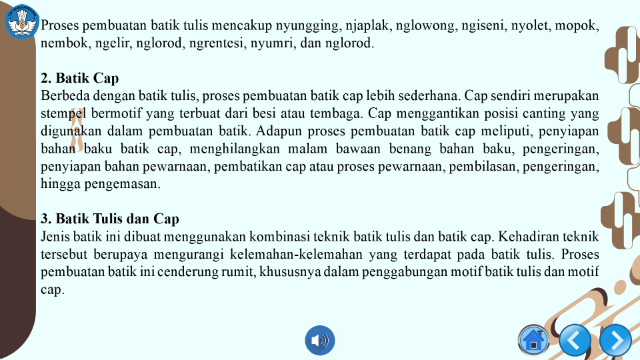 Proses pembuatan batik tulis mencakup nyungging, njaplak, nglowong, ngiseni, nyolet, mopok,
nembok, ngelir, nglorod, ngrentesi, nyumri, dan nglorod.
2. Batik Cap
Berbeda dengan batik tulis, proses pembuatan batik cap lebih sederhana. Cap sendiri merupakan
stempel bermotif yang terbuat dari besi atau tembaga. Cap menggantikan posisi canting yang
digunakan dalam pembuatan batik. Adapun proses pembuatan batik cap meliputi, penyiapan
bahan baku batik cap, menghilangkan malam bawaan benang bahan baku, pengeringan,
penyiapan bahan pewarnaan, pembatikan cap atau proses pewarnaan, pembilasan, pengeringan,
hingga pengemasan.
3. Batik Tulis dan Cap
Jenis batik ini dibuat menggunakan kombinasi teknik batik tulis dan batik cap. Kehadiran teknik
tersebut berupaya mengurangi kelemahan-kelemahan yang terdapat pada batik tulis. Proses
pembuatan batik ini cenderung rumit, khususnya dalam penggabungan motif batik tulis dan motif
cap.